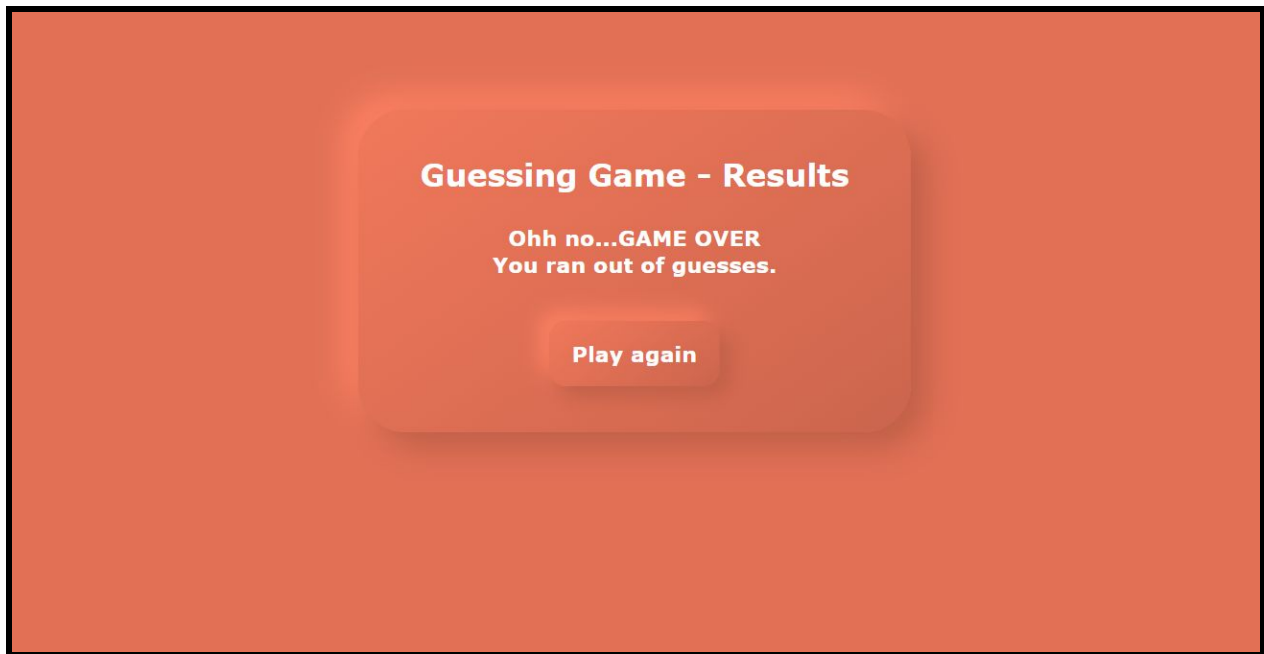 Guessing Game - Results
Ohh no...GAME OVER
You ran out of guesses.
Play again